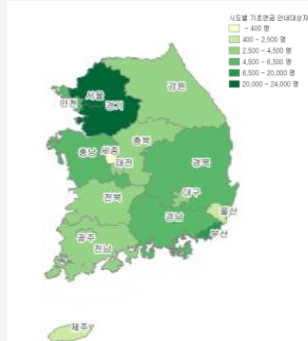 시도별 기초연금 안내대상자
~ 400 명
400 ~ 2,500 명
2,500 ~ 4,500 명
4,500 ~ 6,500 명
6,500 ~ 20,000 명
20,000 ~ 24,000 명
강원
서울
인천
경기
충북
충남
세종
대전
경북
대구
전북
울산
경남
부산
광주
전남
제주